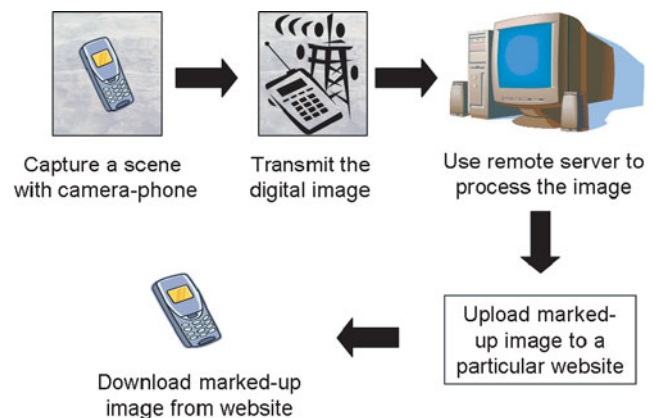 Capture a scene
with camera-phone
Transmit the
digital image
Use remote server to
process the image
Upload marked-
up image to a
particular website
Download marked-up
image from website